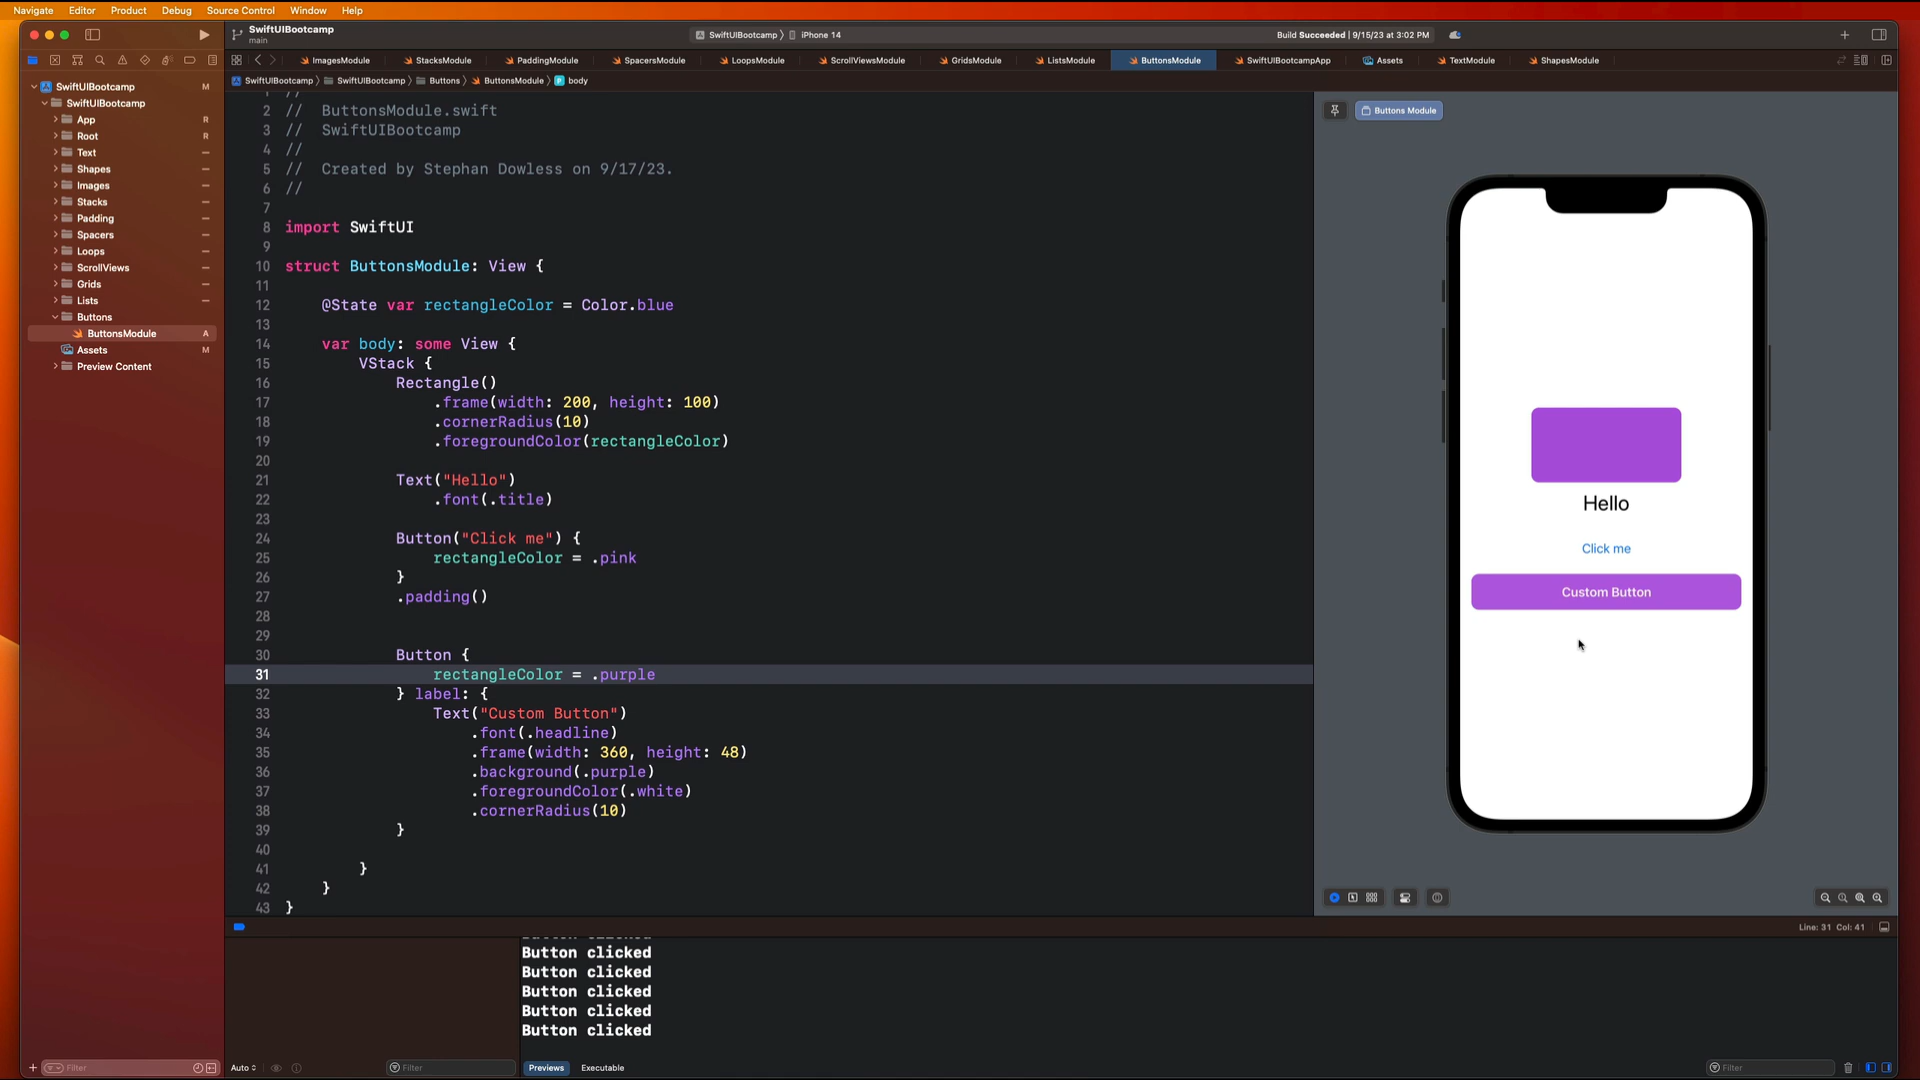 Navigate Editor Product Debug Source Control Window Help
SwiftUIBootcamp
main
SwiftUIBootcamp iPhone 14
Build Succeeded | 9/15/23 at 3:02 PM
ImagesModule StacksModule PaddingModule SpacersModule LoopsModule ScrollViewsModule GridsModule ListsModule ButtonsModule SwiftUIBootcampApp Assets TextModule ShapesModule
SwiftUIBootcamp SwiftUIBootcamp Buttons ButtonsModule body
SwiftUIBootcamp M
SwiftUIBootcamp
App R
Root R
Text
Shapes
Images
Stacks
Padding
Spacers
Loops
ScrollViews
Grids
Lists
Buttons
ButtonsModule A
Assets M
Preview Content
1 //
2 // ButtonsModule.swift
3 // SwiftUIBootcamp
4 //
5 // Created by Stephan Dowless on 9/17/23.
6 //
7
8 import SwiftUI
9
10 struct ButtonsModule: View {
11
12 @State var rectangleColor = Color.blue
13
14 var body: some View {
15 VStack {
16 Rectangle()
17 .frame(width: 200, height: 100)
18 .cornerRadius(10)
19 .foregroundColor(rectangleColor)
20
21 Text("Hello")
22 .font(.title)
23
24 Button("Click me") {
25 rectangleColor = .pink
26 }
27 .padding()
28
29
30 Button {
31 rectangleColor = .purple
32 } label: {
33 Text("Custom Button")
34 .font(.headline)
35 .frame(width: 360, height: 48)
36 .background(.purple)
37 .foregroundColor(.white)
38 .cornerRadius(10)
39 }
40
41 }
42 }
43 }
Buttons Module
Hello
Click me
Custom Button
Line: 31 Col: 41
Button clicked
Button clicked
Button clicked
Button clicked
Button clicked
Button clicked
Filter
Auto
Filter
Previews Executable
Filter